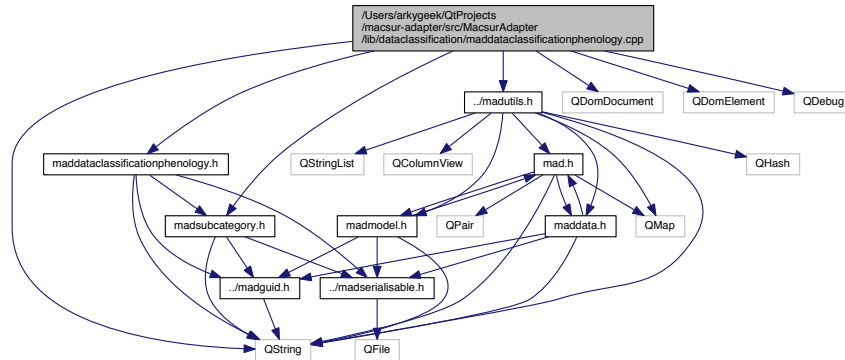 /Users/arkygeek/QtProjects
/macsur-adapter/src/MacsurAdapter
/lib/dataclassification/maddataclassificationphenology.cpp
../madutils.h
QDomDocument
QDomElement
QDebug
maddataclassificationphenology.h
QStringList
QColumnView
mad.h
QHash
madsubcategory.h
madmodel.h
QPair
maddata.h
QMap
../madguid.h
../madserialisable.h
QString
QFile